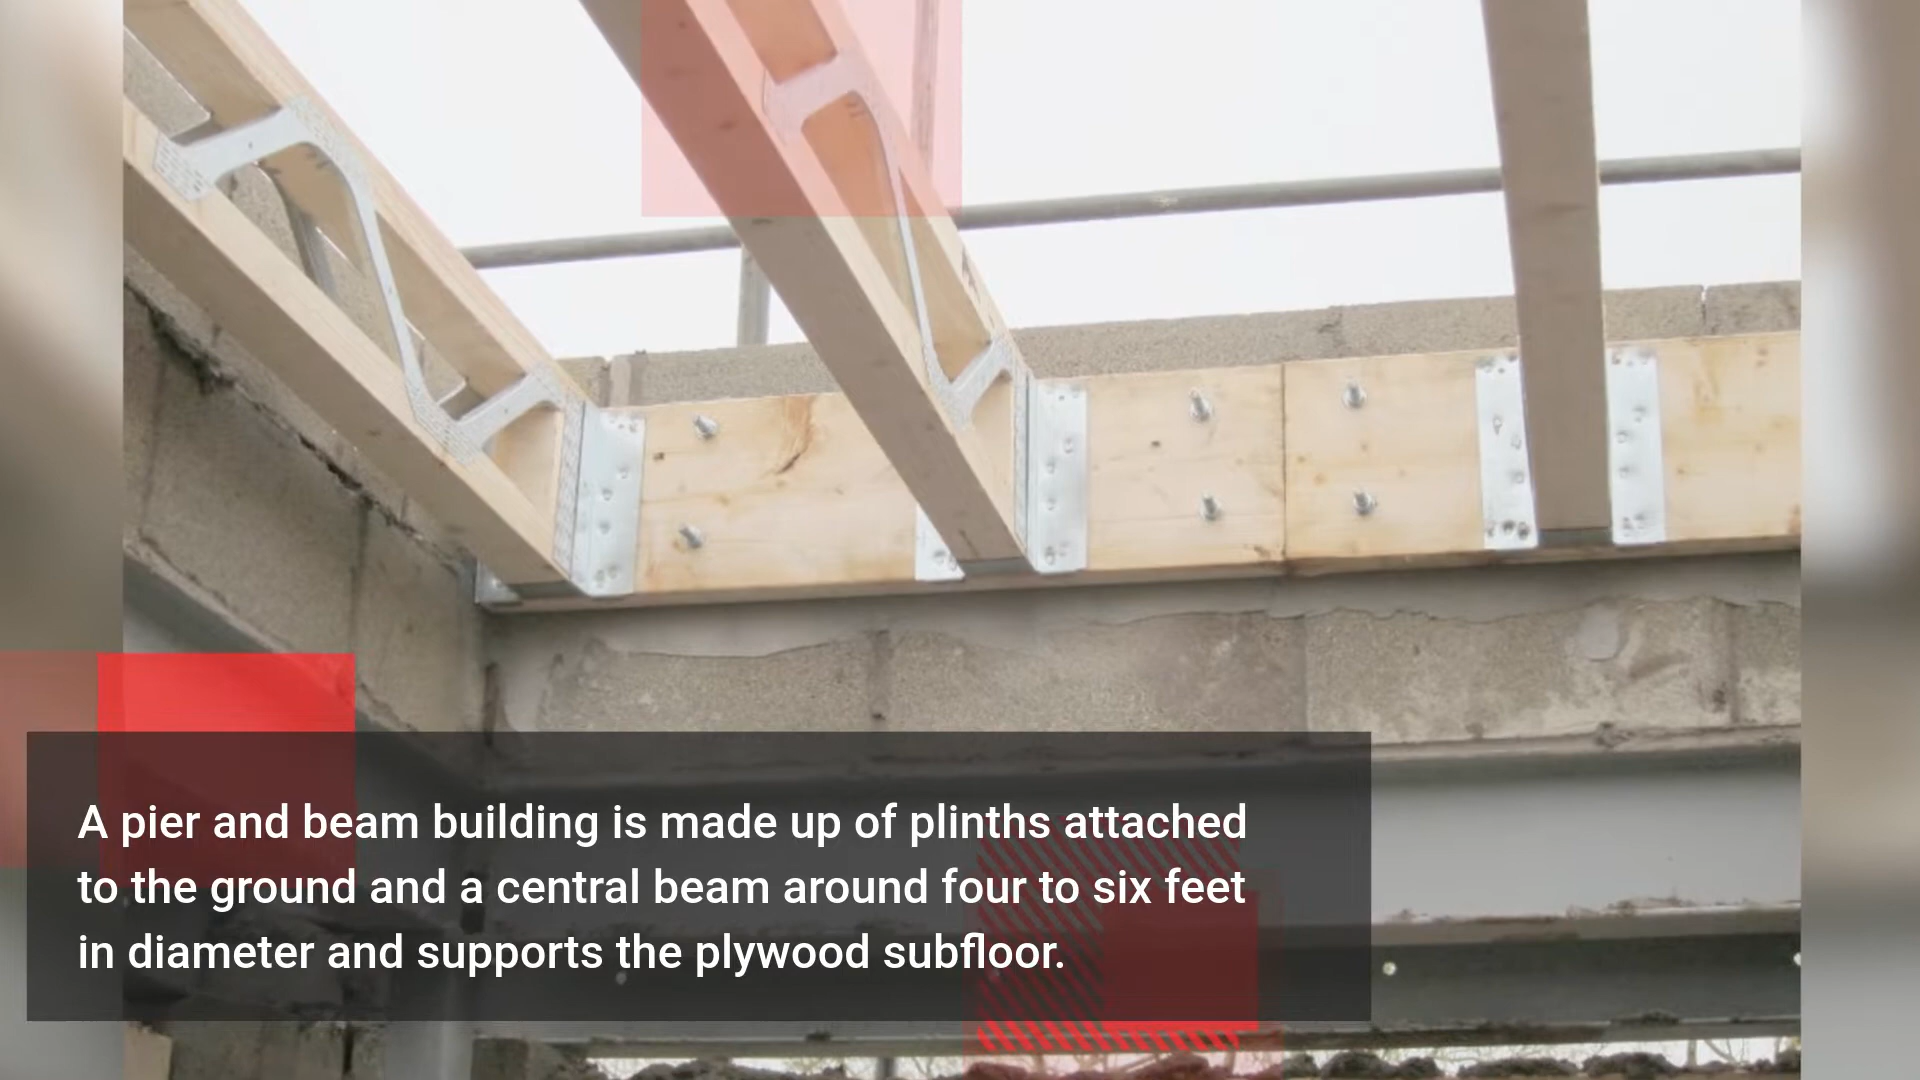 A pier and beam building is made up of plinths attached
to the ground and a central beam around four to six feet
in diameter and supports the plywood subfloor.